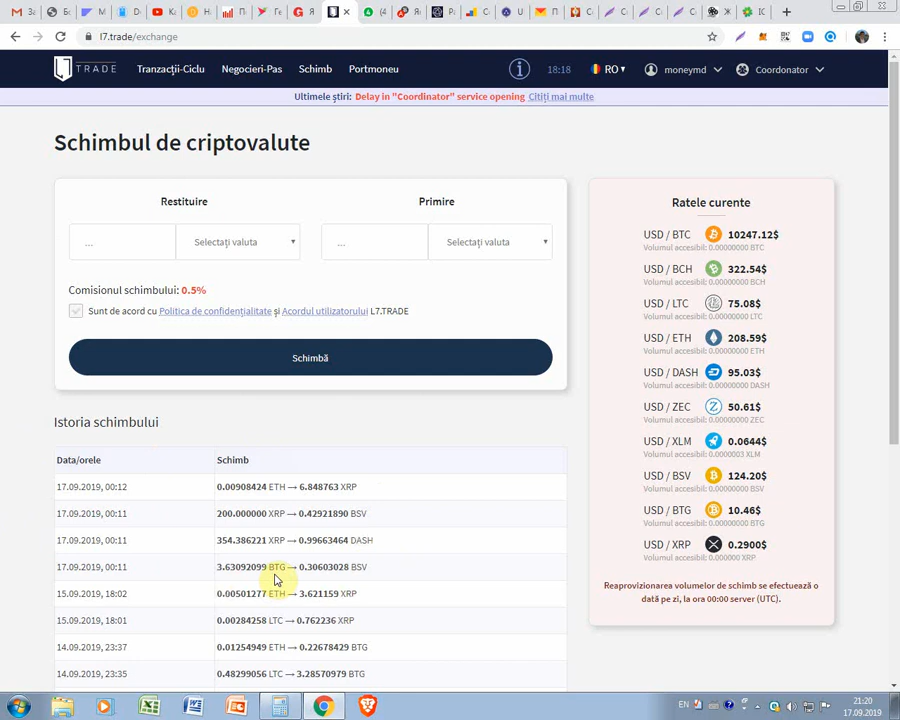 l7.trade/exchange
TRADE Tranzacții-Ciclu Negocieri-Pas Schimb Portmoneu 18:18 RO moneymd Coordonator
Ultimele știri: Delay in "Coordinator" service opening Citiți mai multe
Schimbul de criptovalute
Restituire Primire
... Selectați valuta ... Selectați valuta
Comisionul schimbului: 0.5%
Sunt de acord cu Politica de confidențialitate și Acordul utilizatorului L7.TRADE
Schimbă
Istoria schimbului
Data/orele Schimb
17.09.2019, 00:12 0.00908424 ETH → 6.848763 XRP
17.09.2019, 00:11 200.000000 XRP → 0.42921890 BSV
17.09.2019, 00:11 354.386221 XRP → 0.99663464 DASH
17.09.2019, 00:11 3.63092099 BTG → 0.30603028 BSV
15.09.2019, 18:02 0.00501277 ETH → 3.621159 XRP
15.09.2019, 18:01 0.00284258 LTC → 0.762236 XRP
14.09.2019, 23:37 0.01254949 ETH → 0.22678429 BTG
14.09.2019, 23:35 0.48299056 LTC → 3.28570979 BTG
Ratele curente
USD / BTC 10247.12$
Volumul accesibil: 0.00000000 BTC
USD / BCH 322.54$
Volumul accesibil: 0.00000000 BCH
USD / LTC 75.08$
Volumul accesibil: 0.00000000 LTC
USD / ETH 208.59$
Volumul accesibil: 0.00000000 ETH
USD / DASH 95.03$
Volumul accesibil: 0.00000000 DASH
USD / ZEC 50.61$
Volumul accesibil: 0.00000000 ZEC
USD / XLM 0.0644$
Volumul accesibil: 0.0000003 XLM
USD / BSV 124.20$
Volumul accesibil: 0.00000000 BSV
USD / BTG 10.46$
Volumul accesibil: 0.00000000 BTG
USD / XRP 0.2900$
Volumul accesibil: 0.000000 XRP
Reaprovizionarea volumelor de schimb se efectuează o
dată pe zi, la ora 00:00 server (UTC).
EN 21:20
17.09.2019